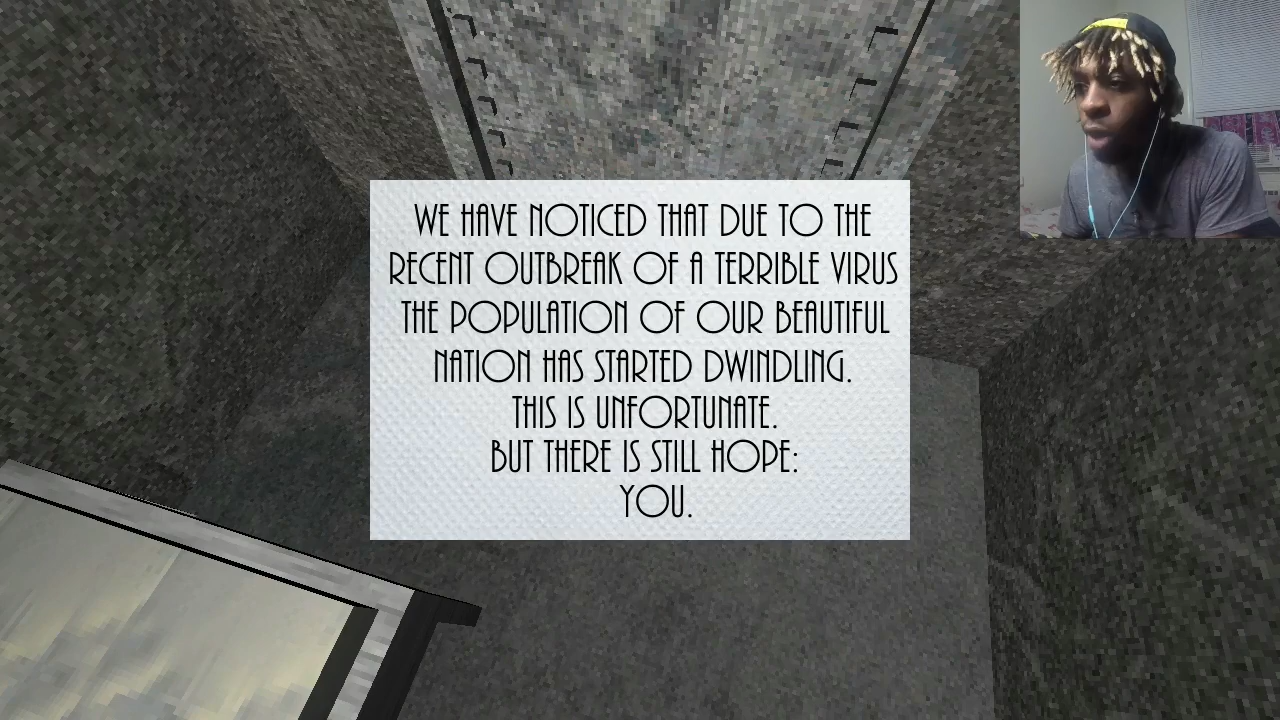 WE HAVE NOTICED THAT DUE TO THE
RECENT OUTBREAK OF A TERRIBLE VIRUS
THE POPULATION OF OUR BEAUTIFUL
NATION HAS STARTED DWINDLING.
THIS IS UNFORTUNATE.
BUT THERE IS STILL HOPE:
YOU.